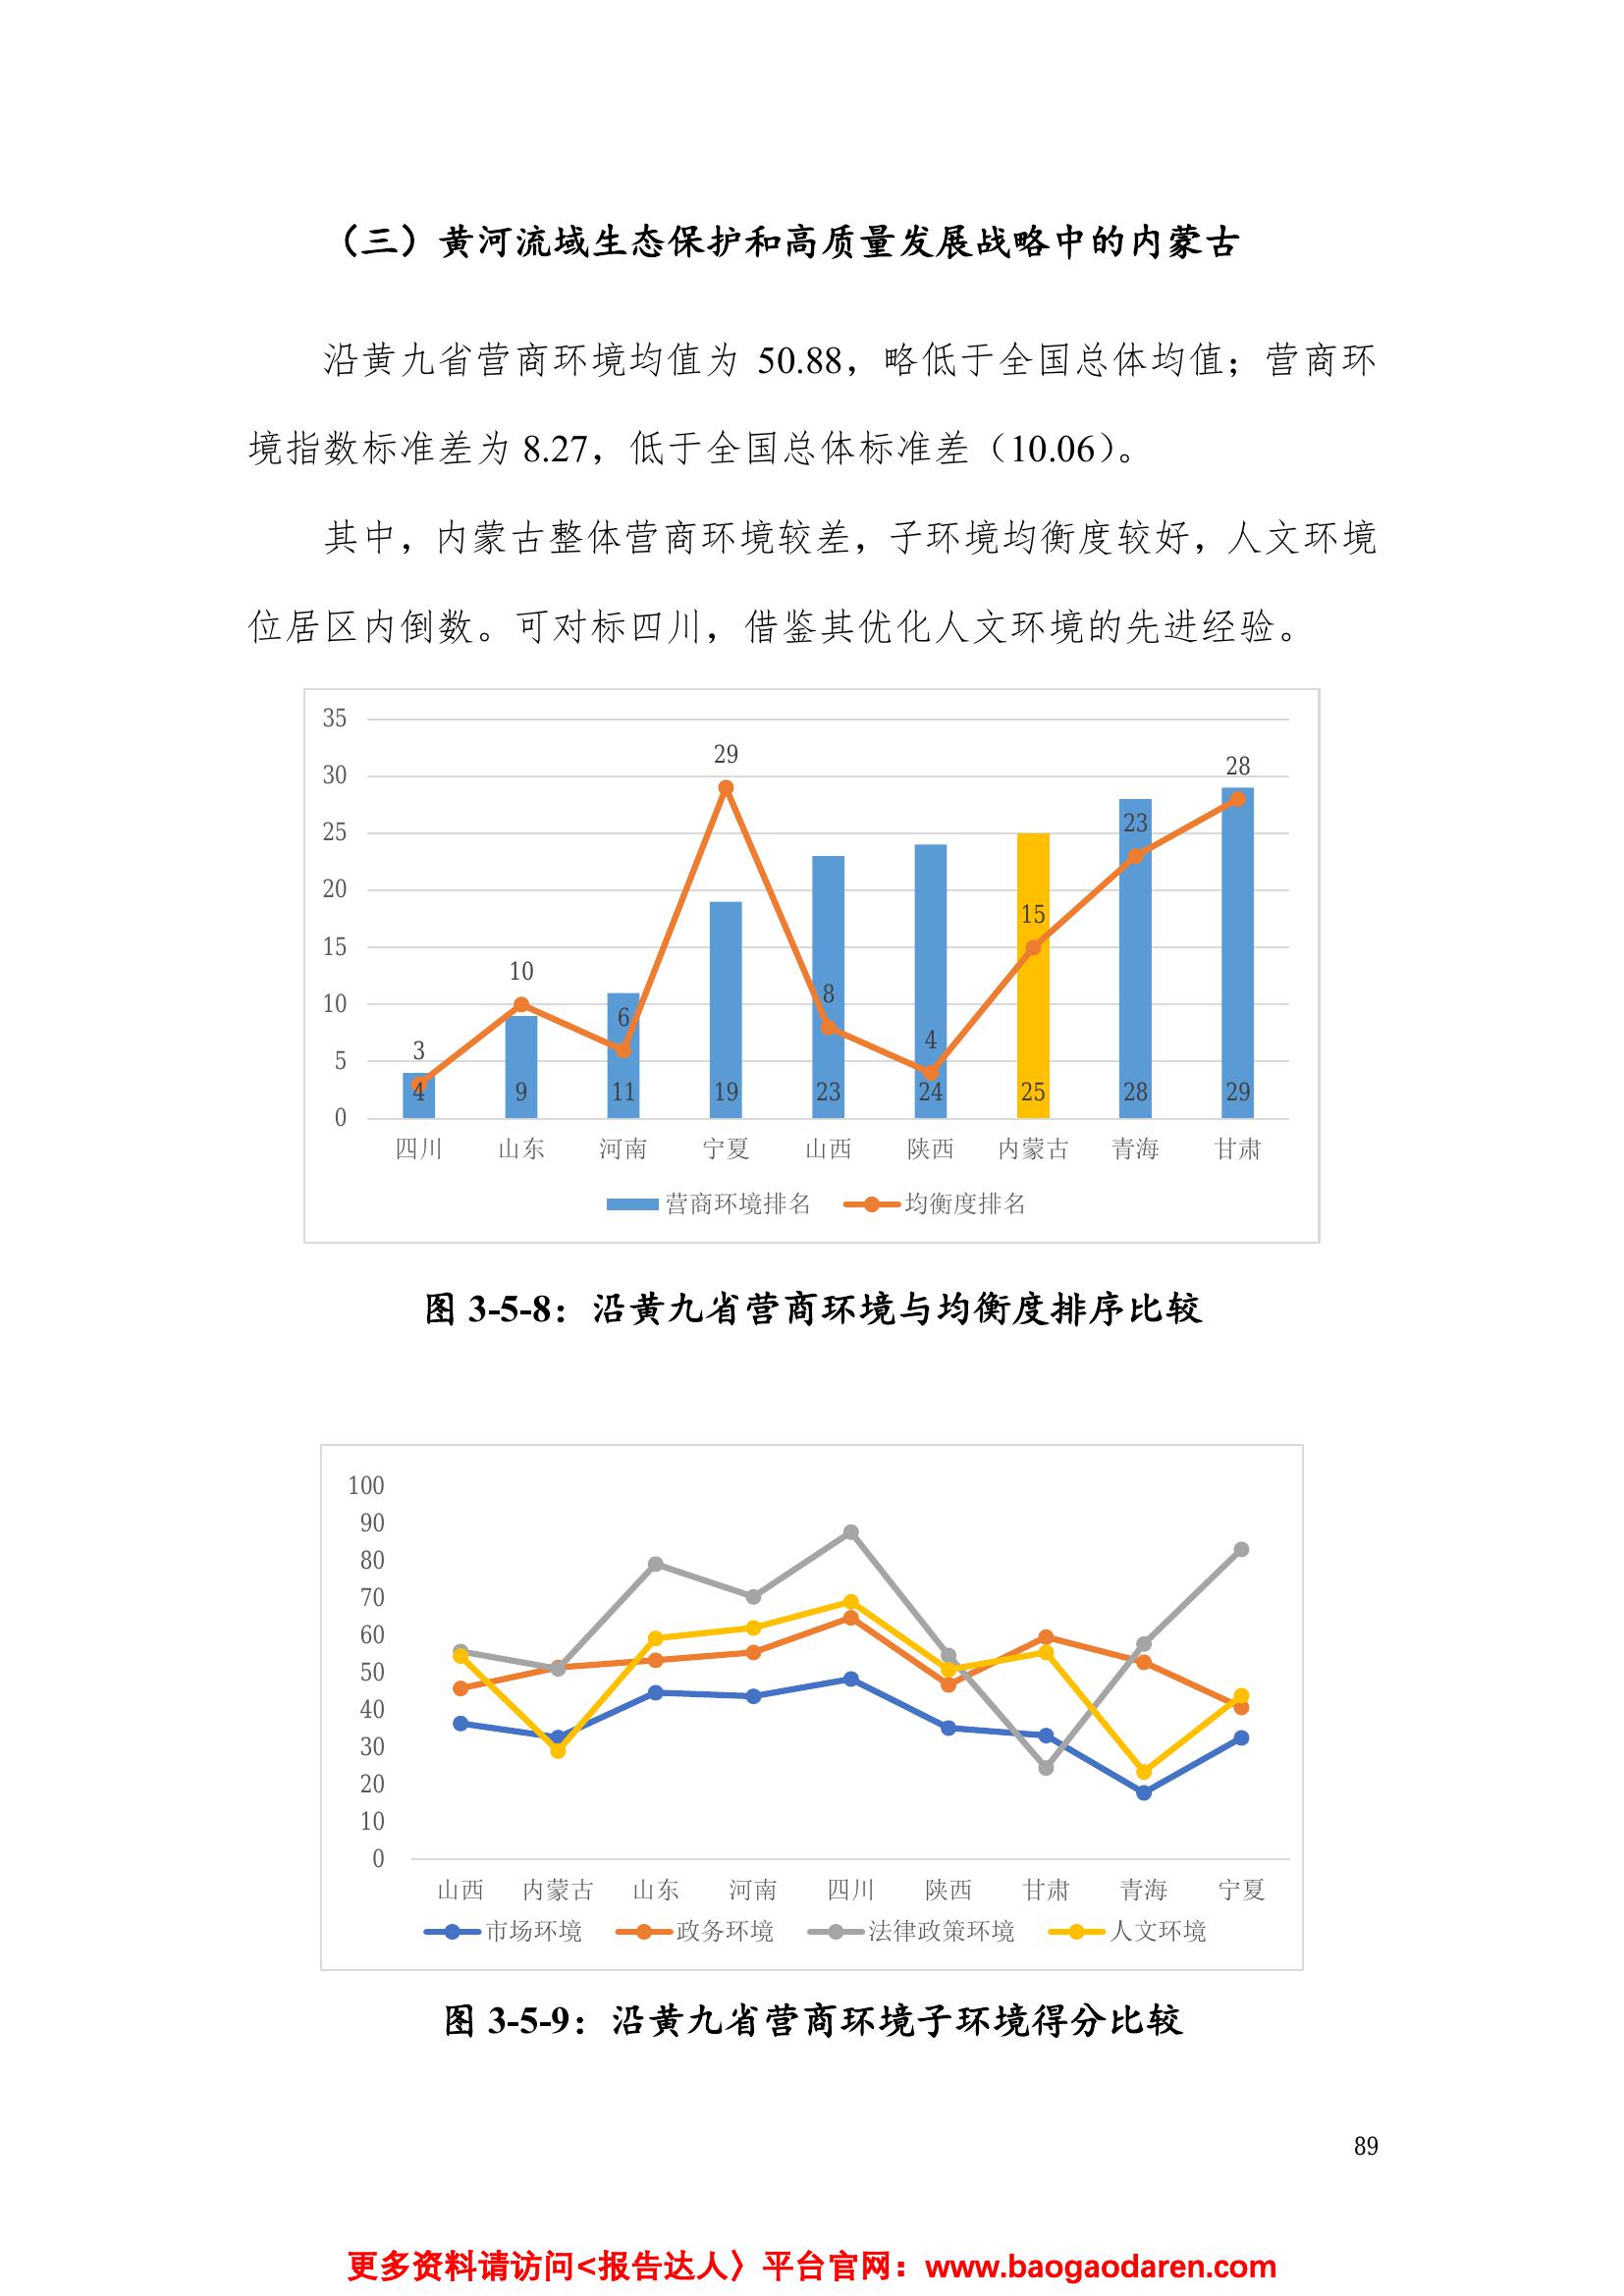 （三）黄河流域生态保护和高质量发展战略中的内蒙古
沿黄九省营商环境均值为 50.88，略低于全国总体均值；营商环
境指数标准差为 8.27，低于全国总体标准差（10.06）。
其中，内蒙古整体营商环境较差，子环境均衡度较好，人文环境
位居区内倒数。可对标四川，借鉴其优化人文环境的先进经验。
35
30
25
20
15
10
5
0
3 10 6 29 8 4 15 23 28
4 9 11 19 23 24 25 28 29
四川 山东 河南 宁夏 山西 陕西 内蒙古 青海 甘肃
营商环境排名 均衡度排名
图 3-5-8：沿黄九省营商环境与均衡度排序比较
100
90
80
70
60
50
40
30
20
10
0
山西 内蒙古 山东 河南 四川 陕西 甘肃 青海 宁夏
市场环境 政务环境 法律政策环境 人文环境
图 3-5-9：沿黄九省营商环境子环境得分比较
89
更多资料请访问<报告达人〉平台官网：www.baogaodaren.com